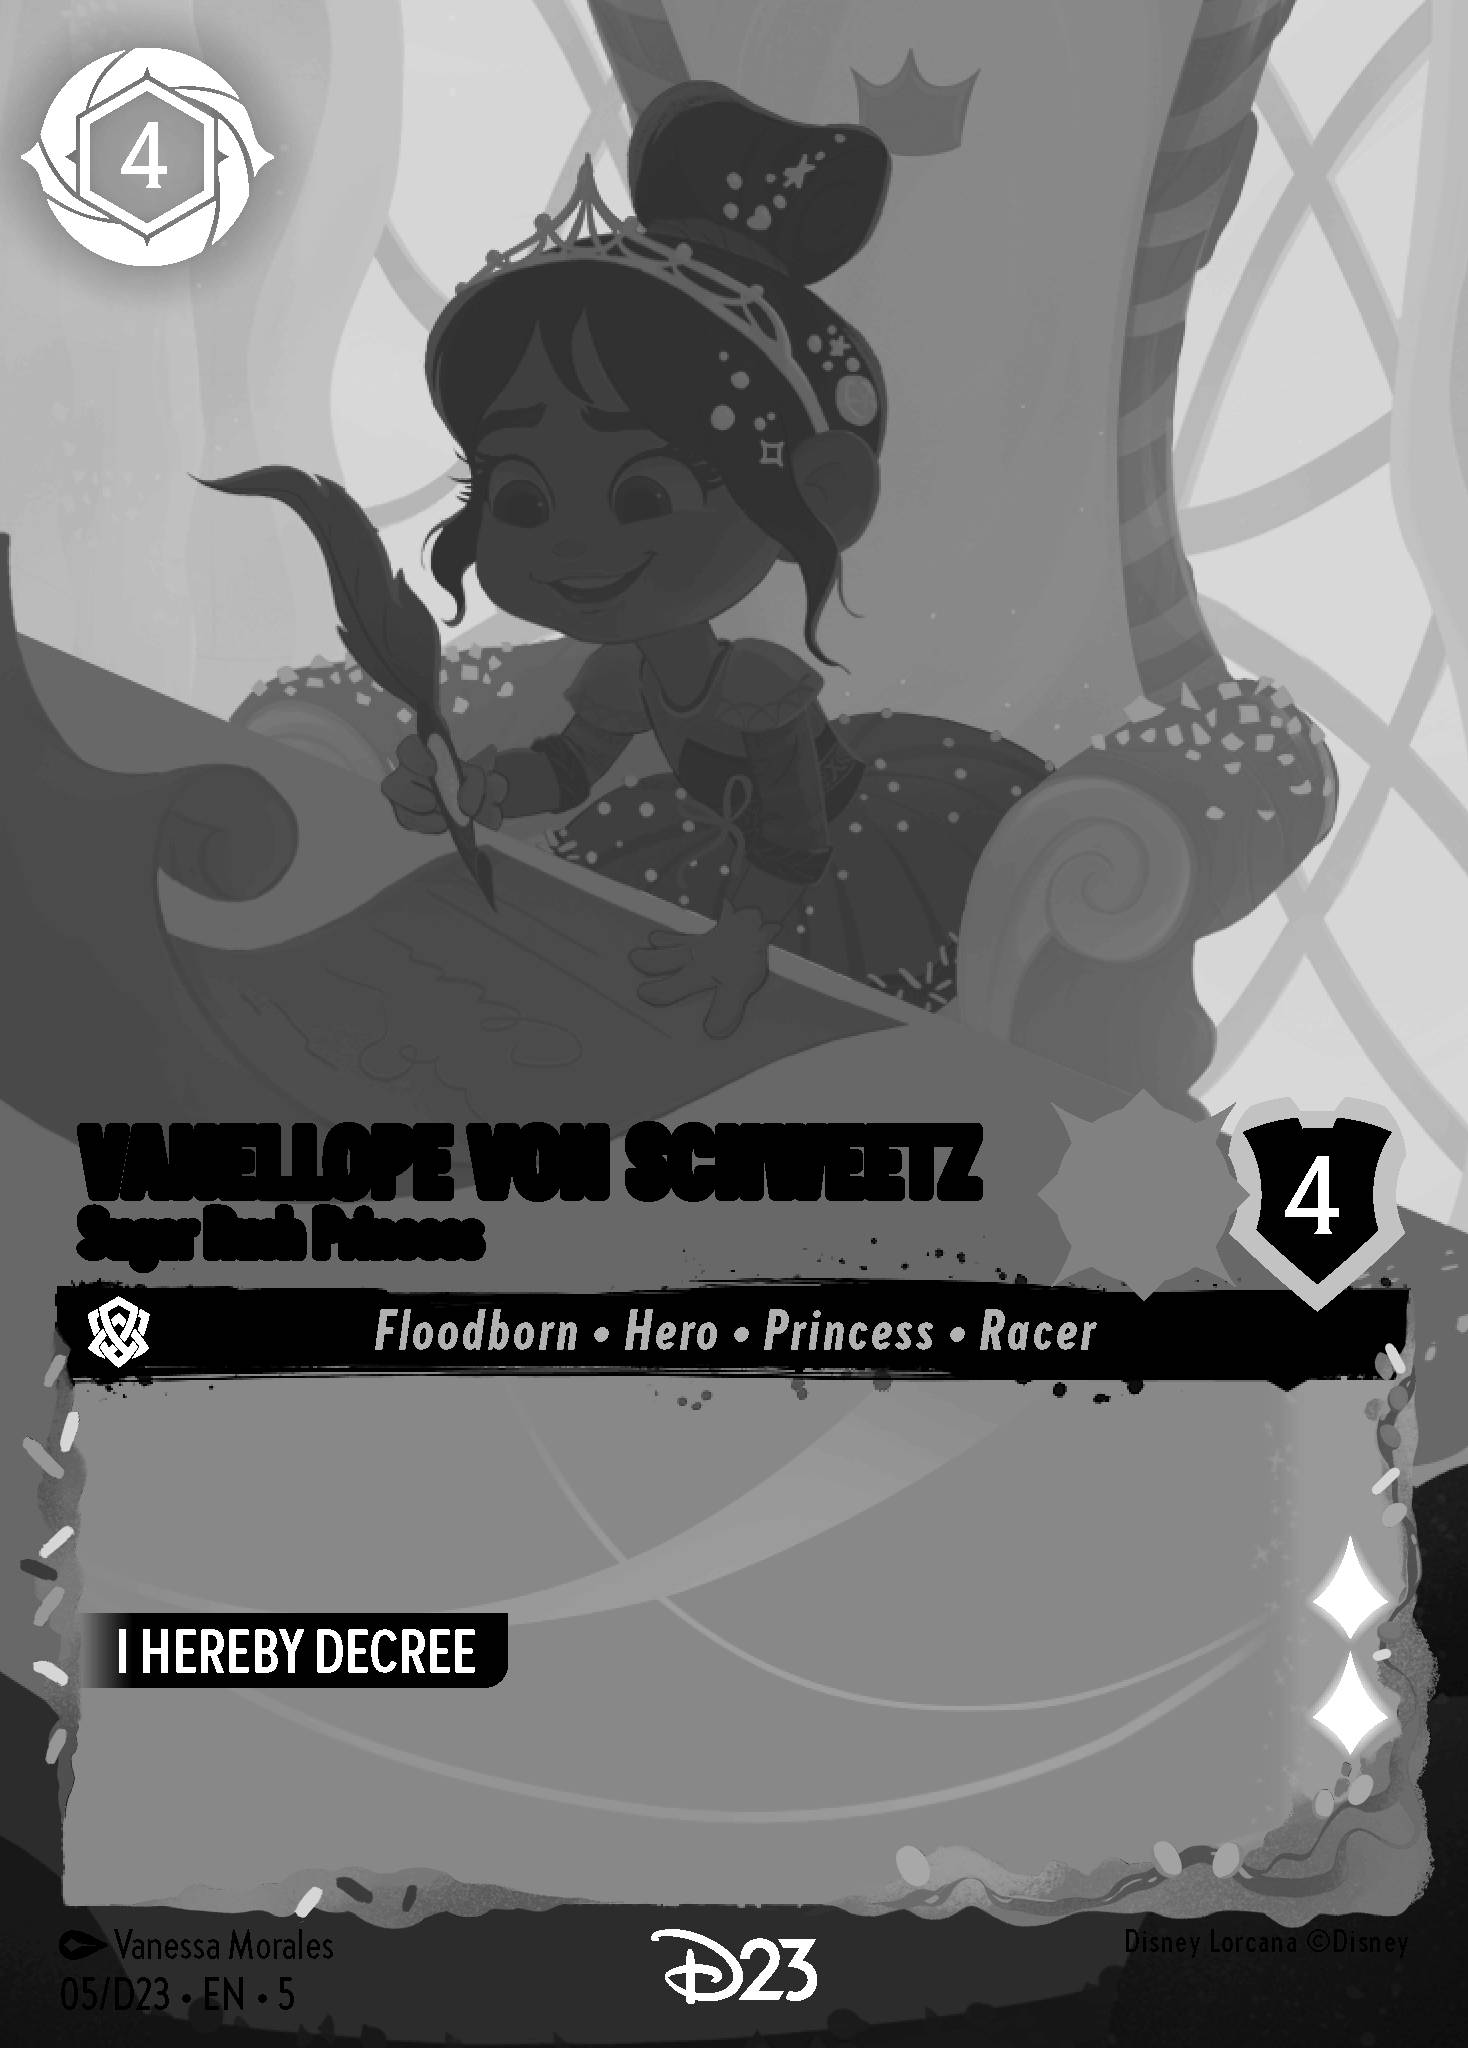 4
VANELLOPE VON SCHWEETZ
Sugar Rush Princess
4
Floodborn • Hero • Princess • Racer
I HEREBY DECREE
Vanessa Morales
05/D23 • EN • 5
D23
Disney Lorcana ©Disney